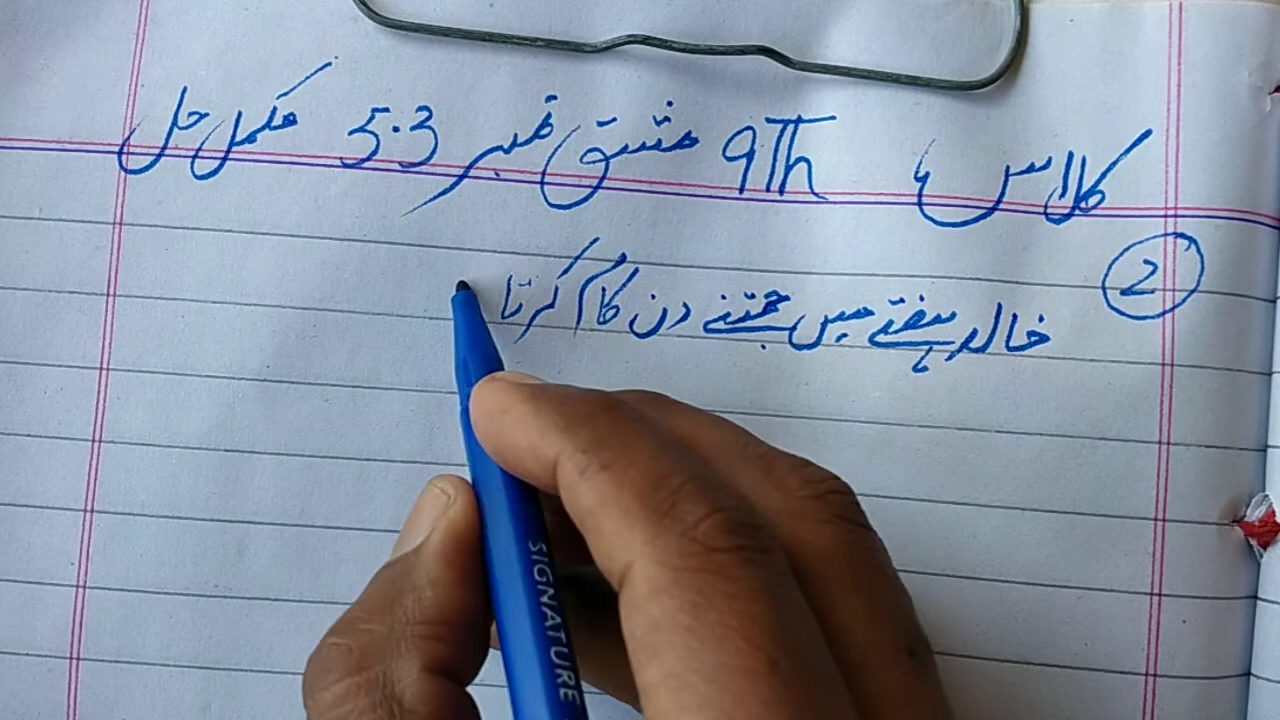 کلاس 9Th مشق نمبر 5.3 مکمل حل
2
خالد ہفتے میں جتنے دن کام کرتا
SIGNATURE